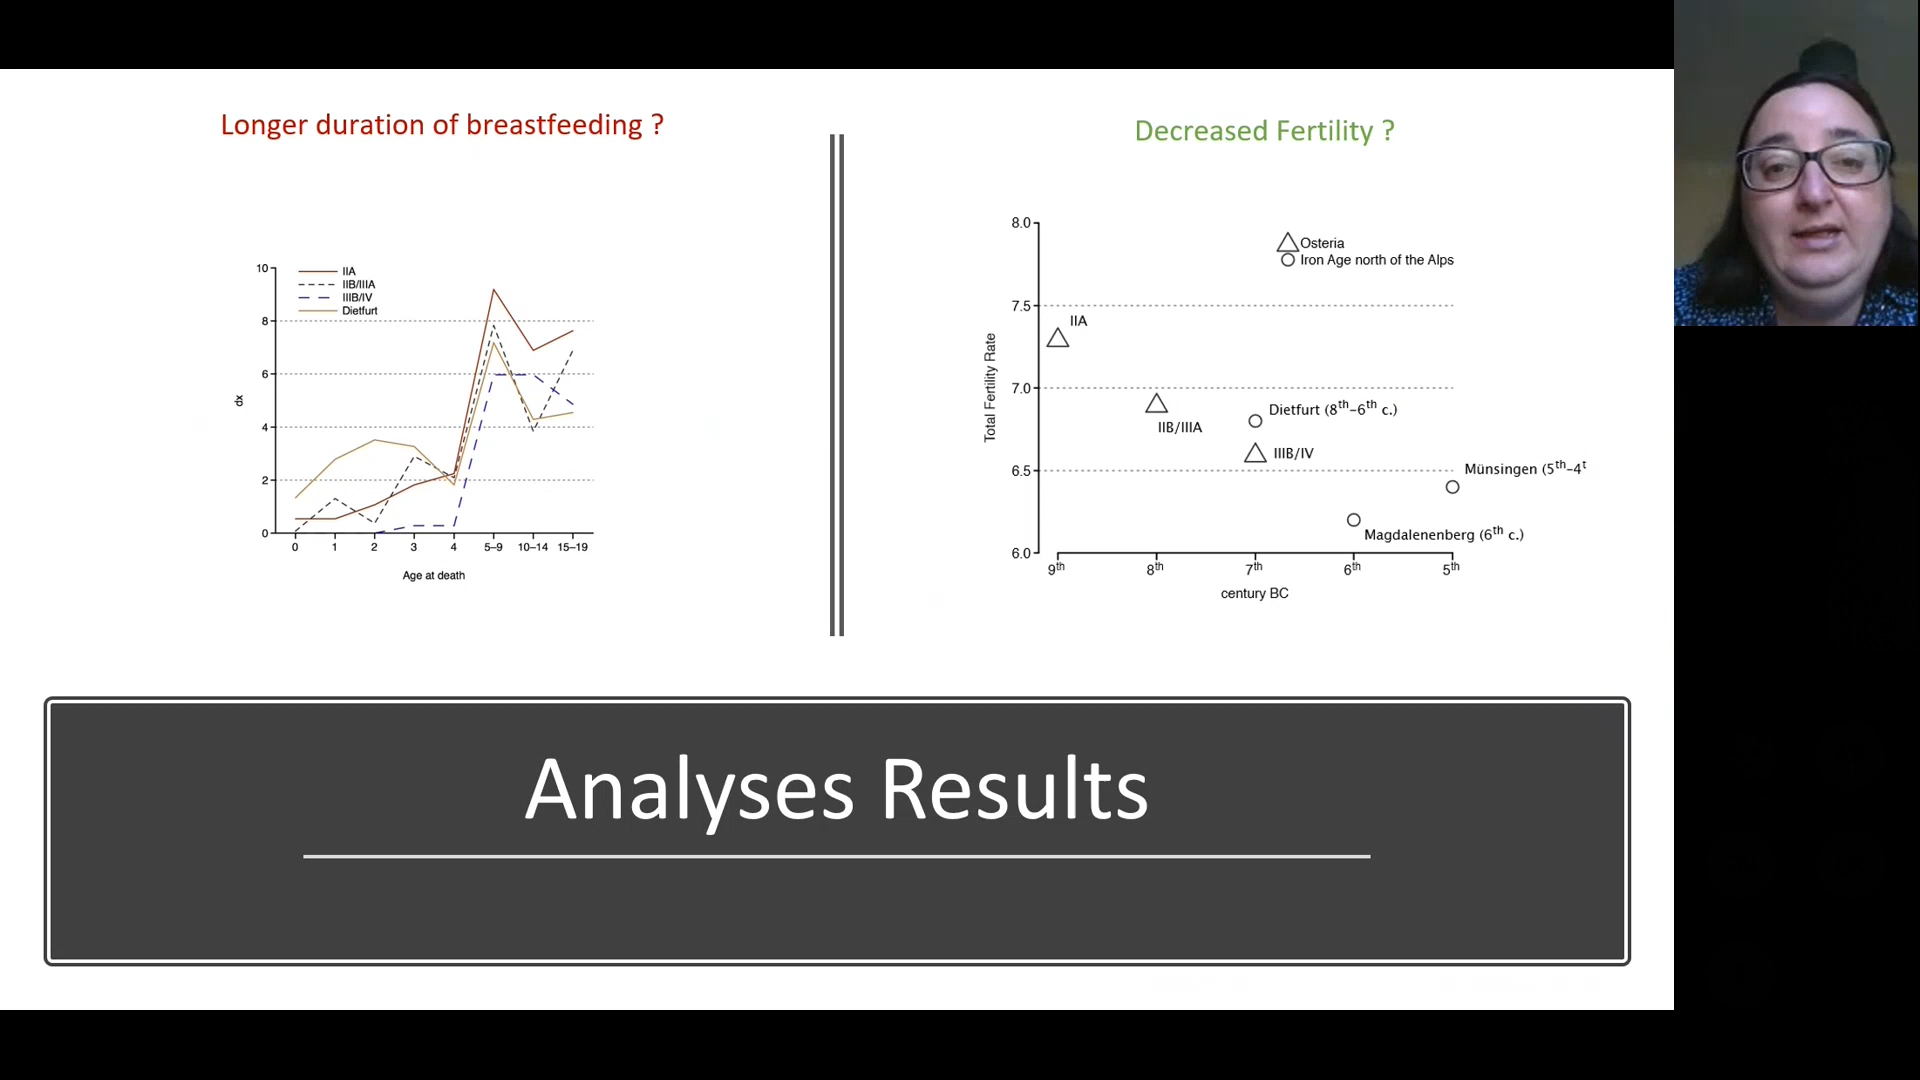 Longer duration of breastfeeding ?
10
8
6
4
2
0
dx
IIA
IIB/IIIA
IIIB/IV
Dietfurt
0 1 2 3 4 5–9 10–14 15–19
Age at death
Decreased Fertility ?
8.0
7.5
7.0
6.5
6.0
Total Fertility Rate
Osteria
Iron Age north of the Alps
IIA
IIB/IIIA
Dietfurt (8th–6th c.)
IIIB/IV
Münsingen (5th–4t
Magdalenenberg (6th c.)
9th 8th 7th 6th 5th
century BC
Analyses Results